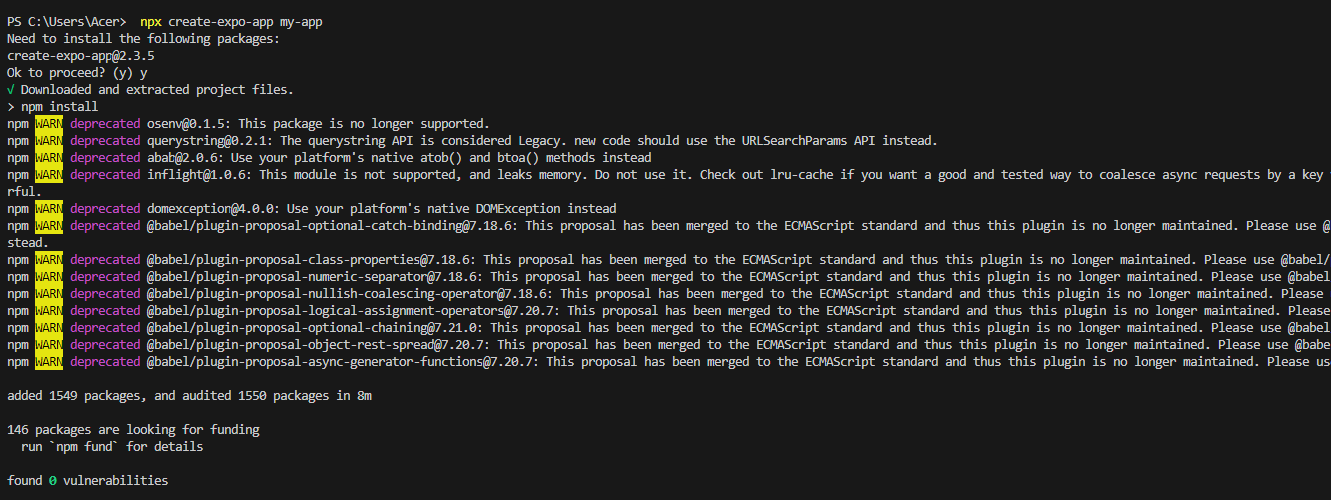 PS C:\Users\Acer>  npx create-expo-app my-app
Need to install the following packages:
create-expo-app@2.3.5
Ok to proceed? (y) y
√ Downloaded and extracted project files.
> npm install
npm WARN deprecated osenv@0.1.5: This package is no longer supported.
npm WARN deprecated querystring@0.2.1: The querystring API is considered Legacy. new code should use the URLSearchParams API instead.
npm WARN deprecated abab@2.0.6: Use your platform's native atob() and btoa() methods instead
npm WARN deprecated inflight@1.0.6: This module is not supported, and leaks memory. Do not use it. Check out lru-cache if you want a good and tested way to coalesce async requests by a key
rful.
npm WARN deprecated domexception@4.0.0: Use your platform's native DOMException instead
npm WARN deprecated @babel/plugin-proposal-optional-catch-binding@7.18.6: This proposal has been merged to the ECMAScript standard and thus this plugin is no longer maintained. Please use @
stead.
npm WARN deprecated @babel/plugin-proposal-class-properties@7.18.6: This proposal has been merged to the ECMAScript standard and thus this plugin is no longer maintained. Please use @babel/
npm WARN deprecated @babel/plugin-proposal-numeric-separator@7.18.6: This proposal has been merged to the ECMAScript standard and thus this plugin is no longer maintained. Please use @babel
npm WARN deprecated @babel/plugin-proposal-nullish-coalescing-operator@7.18.6: This proposal has been merged to the ECMAScript standard and thus this plugin is no longer maintained. Please
npm WARN deprecated @babel/plugin-proposal-logical-assignment-operators@7.20.7: This proposal has been merged to the ECMAScript standard and thus this plugin is no longer maintained. Please
npm WARN deprecated @babel/plugin-proposal-optional-chaining@7.21.0: This proposal has been merged to the ECMAScript standard and thus this plugin is no longer maintained. Please use @babel
npm WARN deprecated @babel/plugin-proposal-object-rest-spread@7.20.7: This proposal has been merged to the ECMAScript standard and thus this plugin is no longer maintained. Please use @babe
npm WARN deprecated @babel/plugin-proposal-async-generator-functions@7.20.7: This proposal has been merged to the ECMAScript standard and thus this plugin is no longer maintained. Please us
added 1549 packages, and audited 1550 packages in 8m
146 packages are looking for funding
  run `npm fund` for details
found 0 vulnerabilities